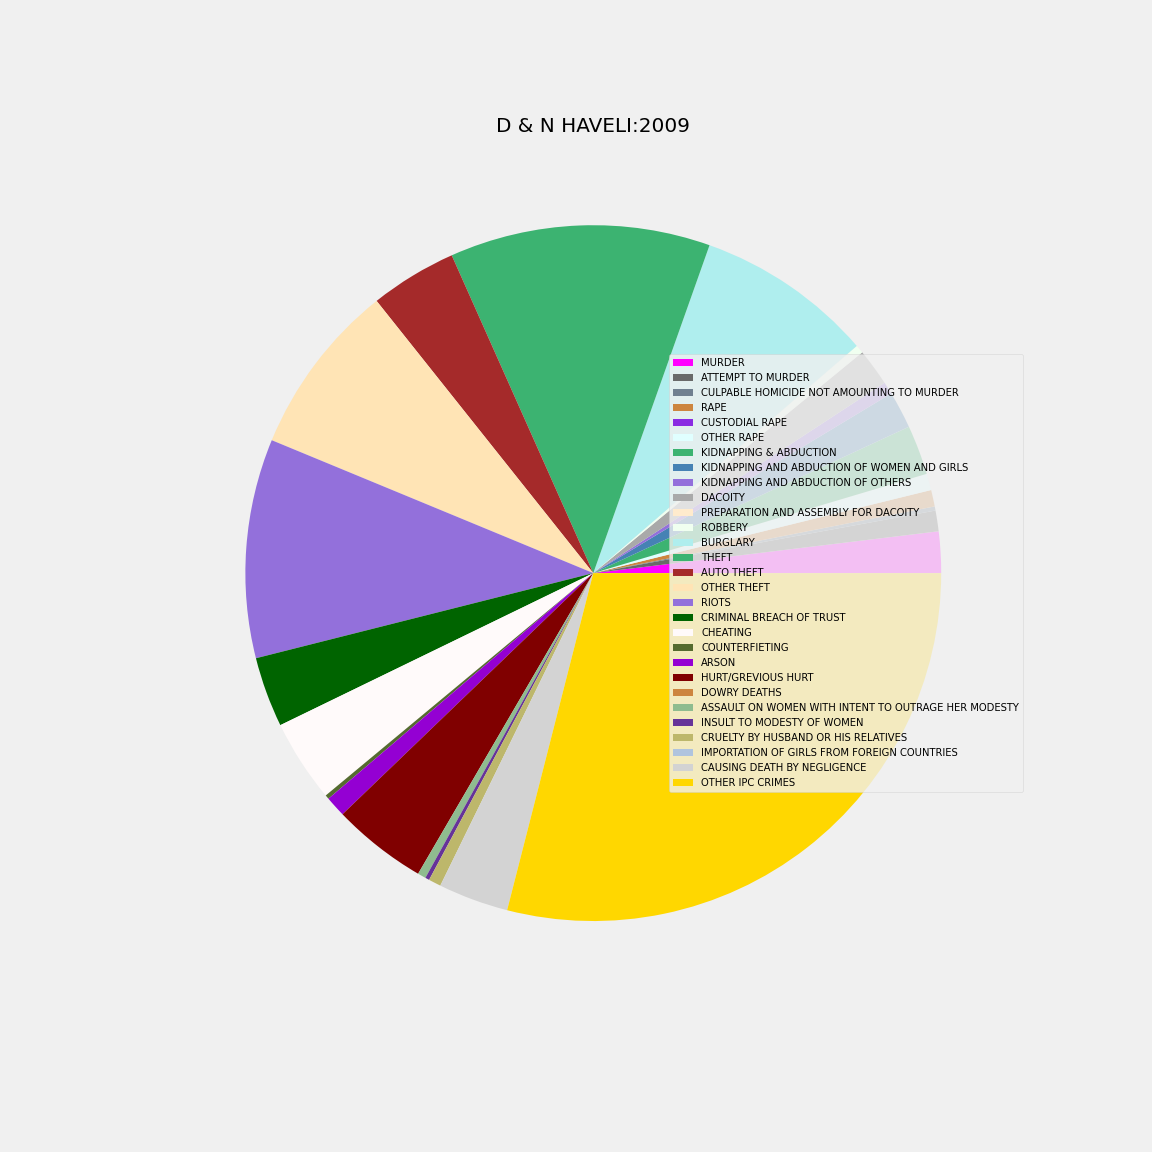 D & N HAVELI:2009
MURDER
ATTEMPT TO MURDER
CULPABLE HOMICIDE NOT AMOUNTING TO MURDER
RAPE
CUSTODIAL RAPE
OTHER RAPE
KIDNAPPING & ABDUCTION
KIDNAPPING AND ABDUCTION OF WOMEN AND GIRLS
KIDNAPPING AND ABDUCTION OF OTHERS
DACOITY
PREPARATION AND ASSEMBLY FOR DACOITY
ROBBERY
BURGLARY
THEFT
AUTO THEFT
OTHER THEFT
RIOTS
CRIMINAL BREACH OF TRUST
CHEATING
COUNTERFIETING
ARSON
HURT/GREVIOUS HURT
DOWRY DEATHS
ASSAULT ON WOMEN WITH INTENT TO OUTRAGE HER MODESTY
INSULT TO MODESTY OF WOMEN
CRUELTY BY HUSBAND OR HIS RELATIVES
IMPORTATION OF GIRLS FROM FOREIGN COUNTRIES
CAUSING DEATH BY NEGLIGENCE
OTHER IPC CRIMES